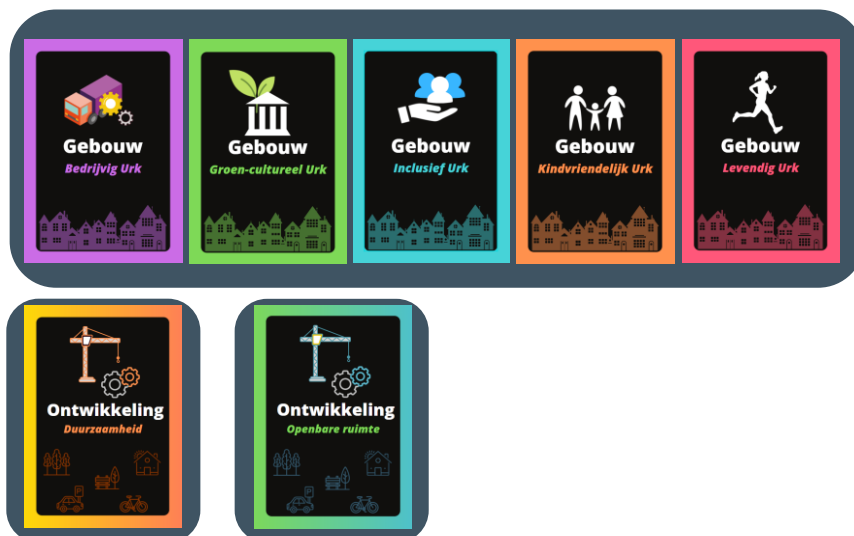 Gebouw
Bedrijvig Urk
Gebouw
Groen-cultureel Urk
Gebouw
Inclusief Urk
Gebouw
Kindvriendelijk Urk
Gebouw
Levendig Urk
Ontwikkeling
Duurzaamheid
Ontwikkeling
Openbare ruimte